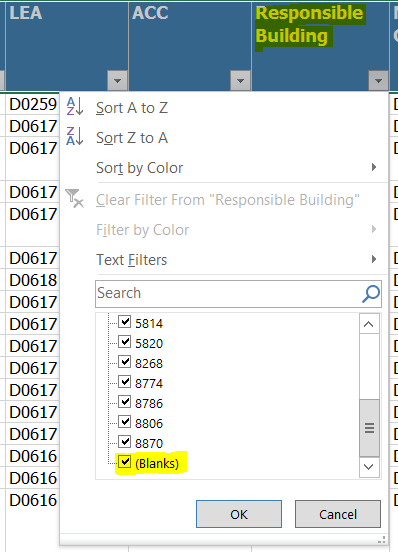 LEA ACC Responsible
Building
D0259
D0617
D0617
D0617
D0617
D0617
D0618
D0617
D0617
D0617
D0617
D0617
D0617
D0617
D0616
D0616
D0616
Sort A to Z
Sort Z to A
Sort by Color
Clear Filter From "Responsible Building"
Filter by Color
Text Filters
Search
5814
5820
8268
8774
8786
8806
8870
(Blanks)
OK Cancel